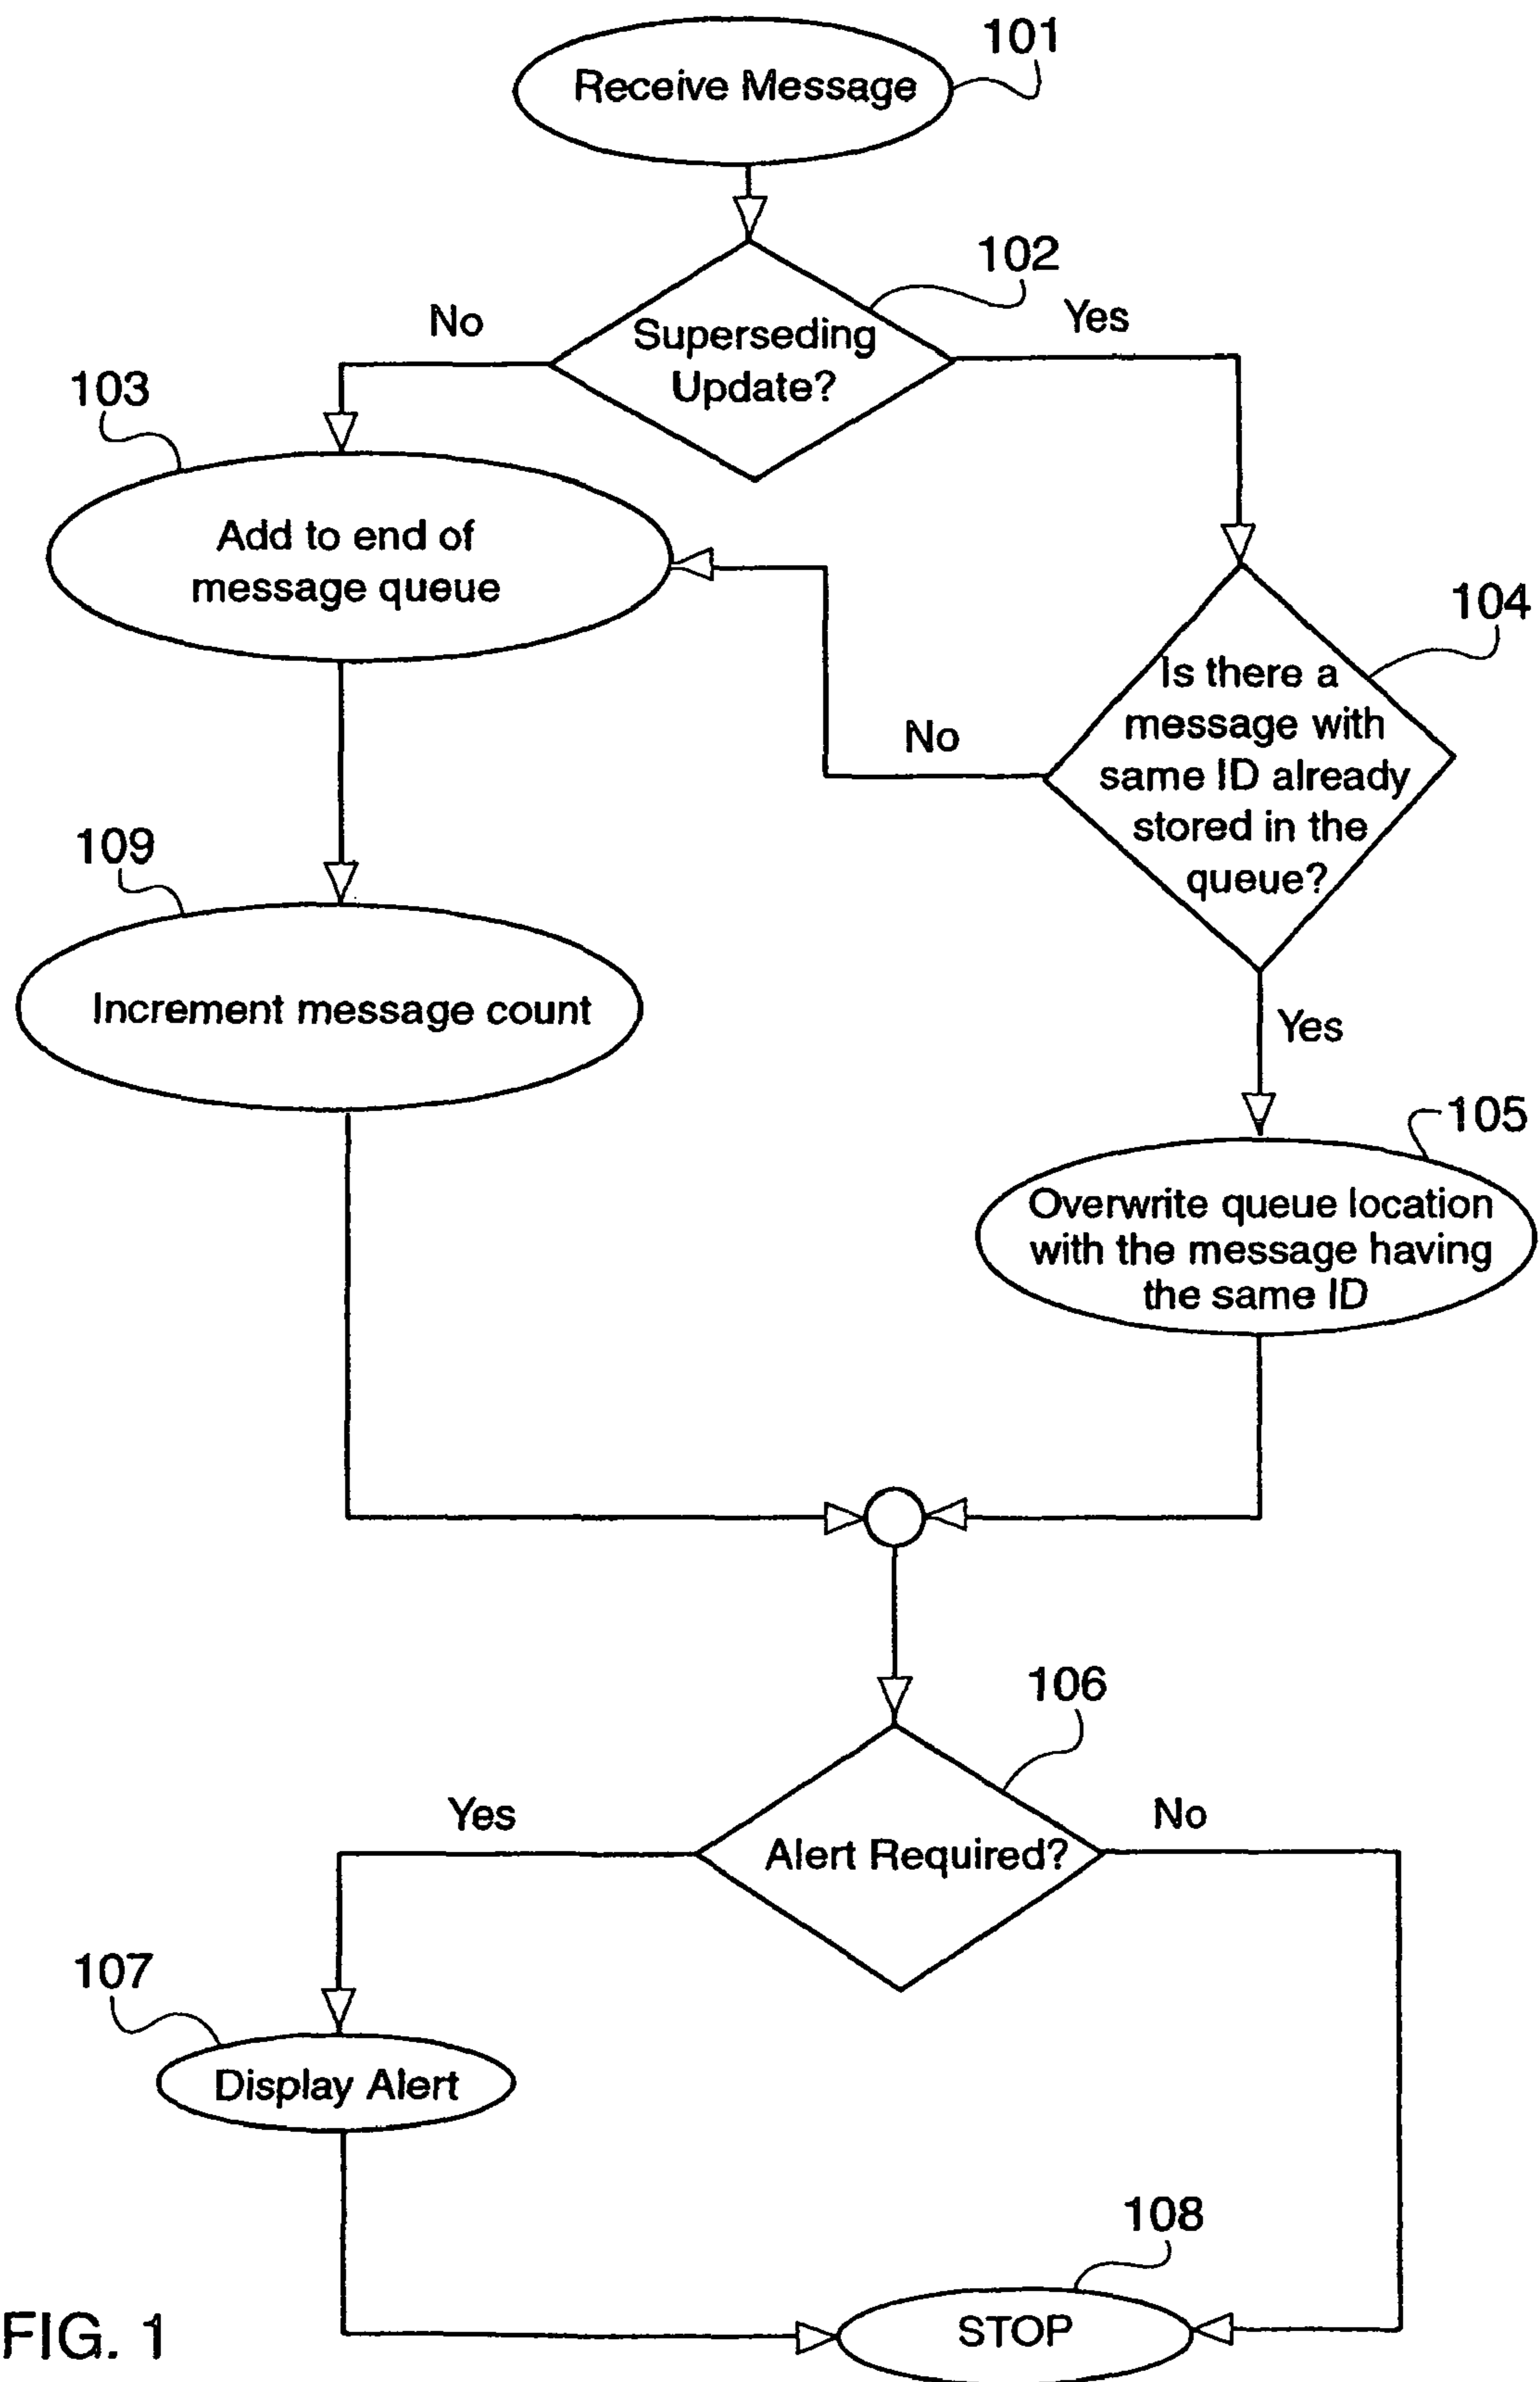 101
Receive Message
102
No
Yes
Superseding
Update?
103
Add to end of
message queue
104
Is there a
message with
same ID already
stored in the
queue?
No
109
Increment message count
Yes
105
Overwrite queue location
with the message having
the same ID
106
Yes
No
Alert Required?
107
Display Alert
108
STOP
FIG. 1